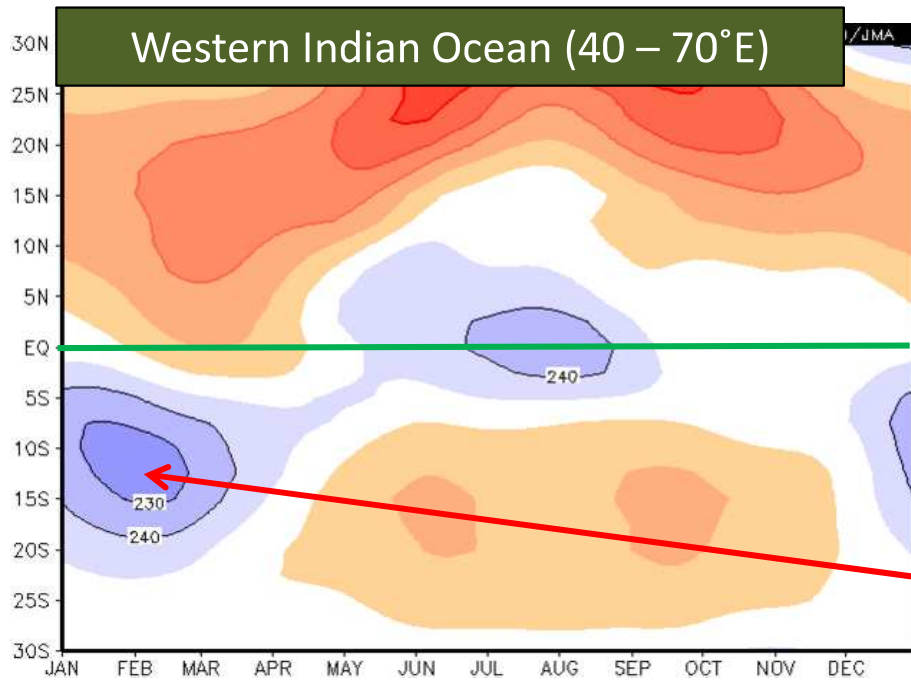 Western Indian Ocean (40 – 70˚E)
/JMA
30N
25N
20N
15N
10N
5N
EQ
240
5S
10S
230
15S
240
20S
25S
30S
JAN FEB MAR APR MAY JUN JUL AUG SEP OCT NOV DEC